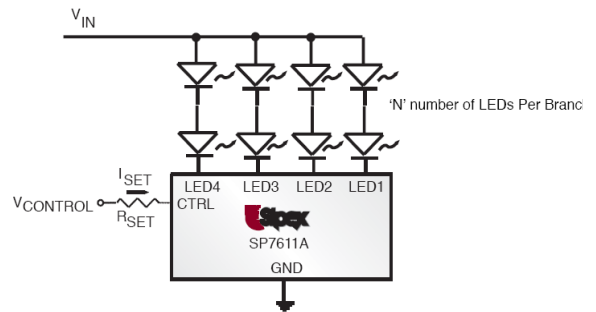 VIN
'N' number of LEDs Per Branc
ISET
LED4 LED3 LED2 LED1
VCONTROL
RSET
CTRL
Sipex
SP7611A
GND